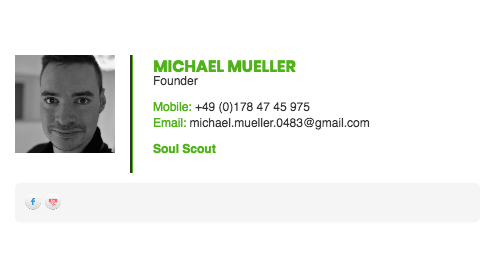 MICHAEL MUELLER
Founder
Mobile: +49 (0)178 47 45 975
Email: michael.mueller.0483@gmail.com
Soul Scout